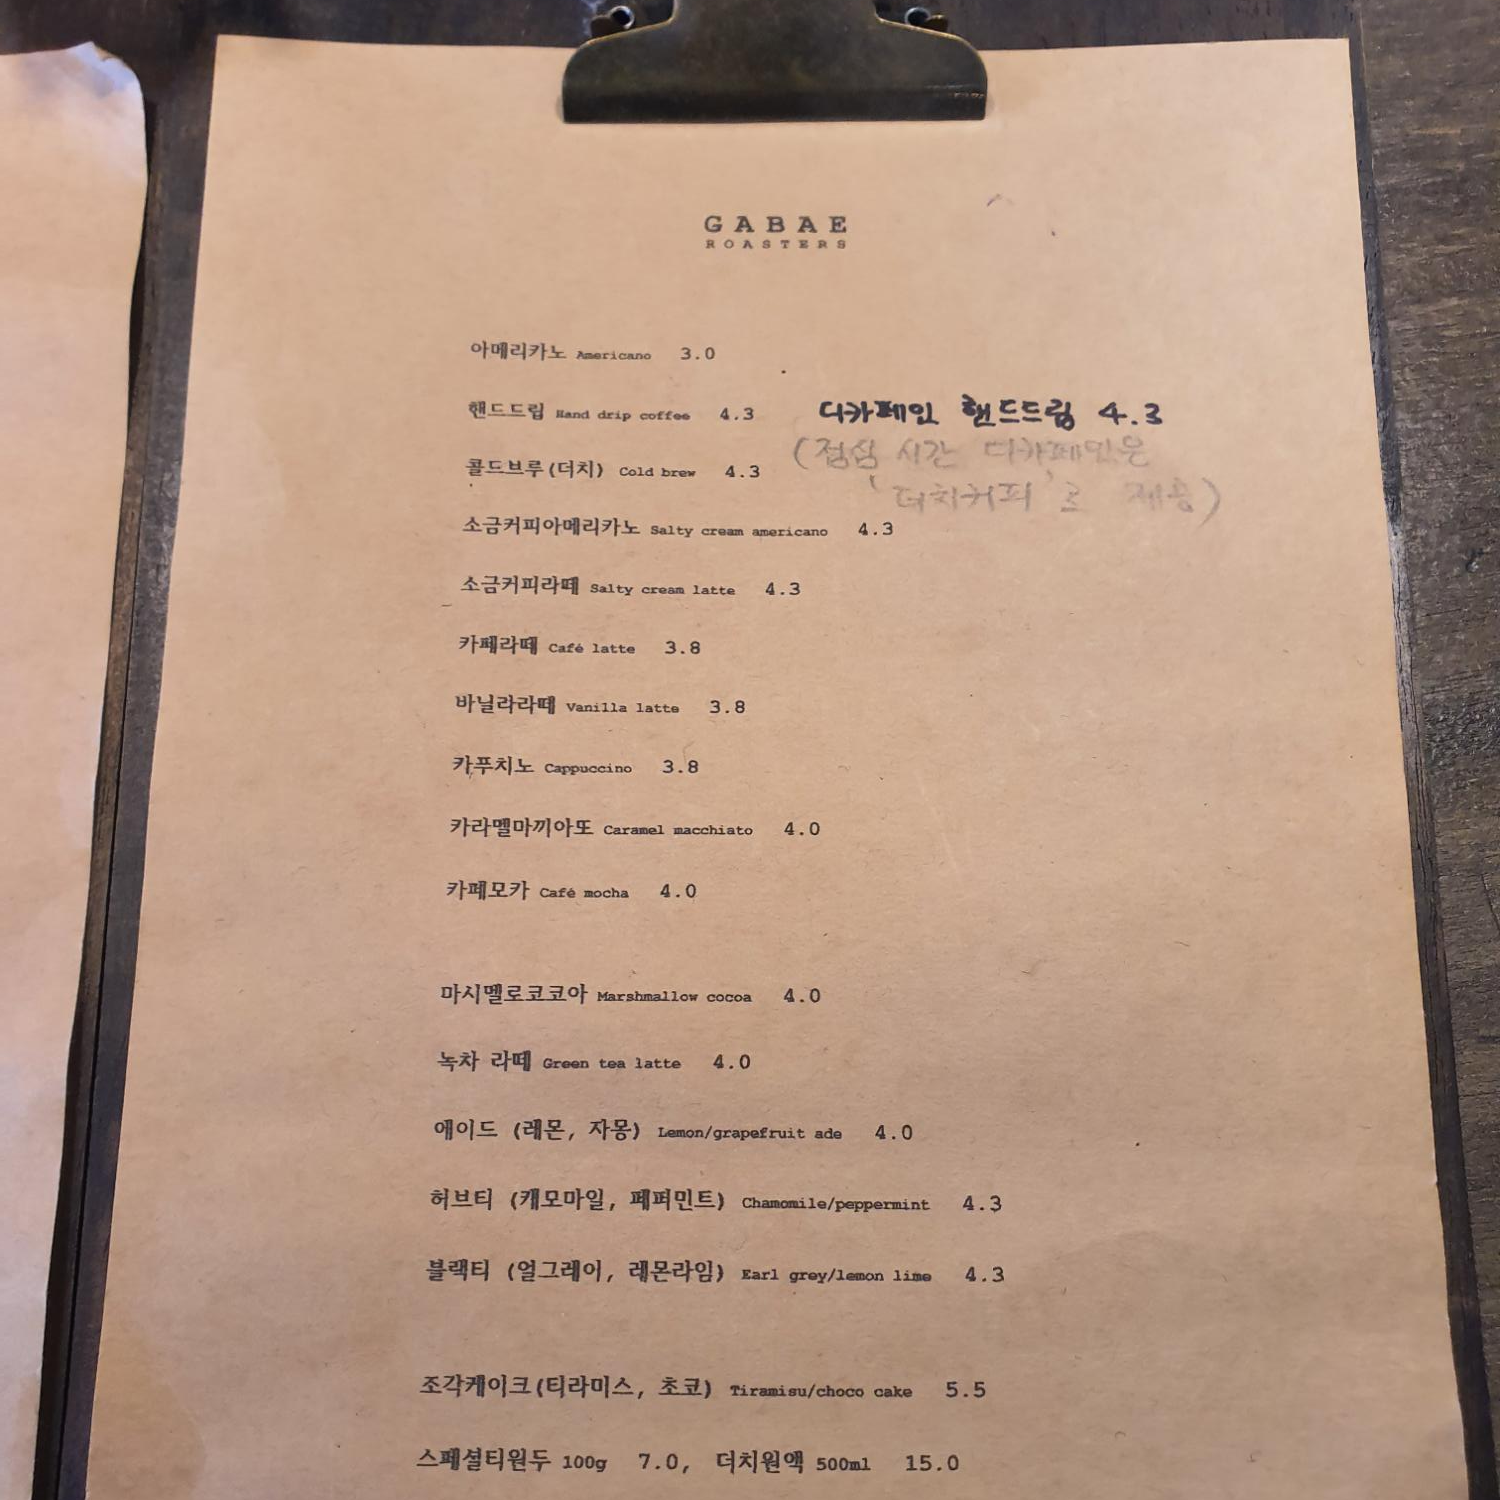 GABAE
ROASTERS
아메리카노 Americano 3.0
핸드드립 Hand drip coffee 4.3 디카페인 핸드드립 4.3
(점심 시간 디카페인은
콜드브루(더치) Cold brew 4.3
'더치커피'로 제공)
소금커피아메리카노 Salty cream americano 4.3
소금커피라떼 Salty cream latte 4.3
카페라떼 Café latte 3.8
바닐라라떼 Vanilla latte 3.8
카푸치노 Cappuccino 3.8
카라멜마끼아또 Caramel macchiato 4.0
카페모카 Café mocha 4.0
마시멜로코코아 Marshmallow cocoa 4.0
녹차 라떼 Green tea latte 4.0
에이드 (레몬, 자몽) Lemon/grapefruit ade 4.0
허브티 (캐모마일, 페퍼민트) Chamomile/peppermint 4.3
블랙티 (얼그레이, 레몬라임) Earl grey/lemon lime 4.3
조각케이크(티라미스, 초코) Tiramisu/choco cake 5.5
스페셜티원두 100g 7.0, 더치원액 500ml 15.0